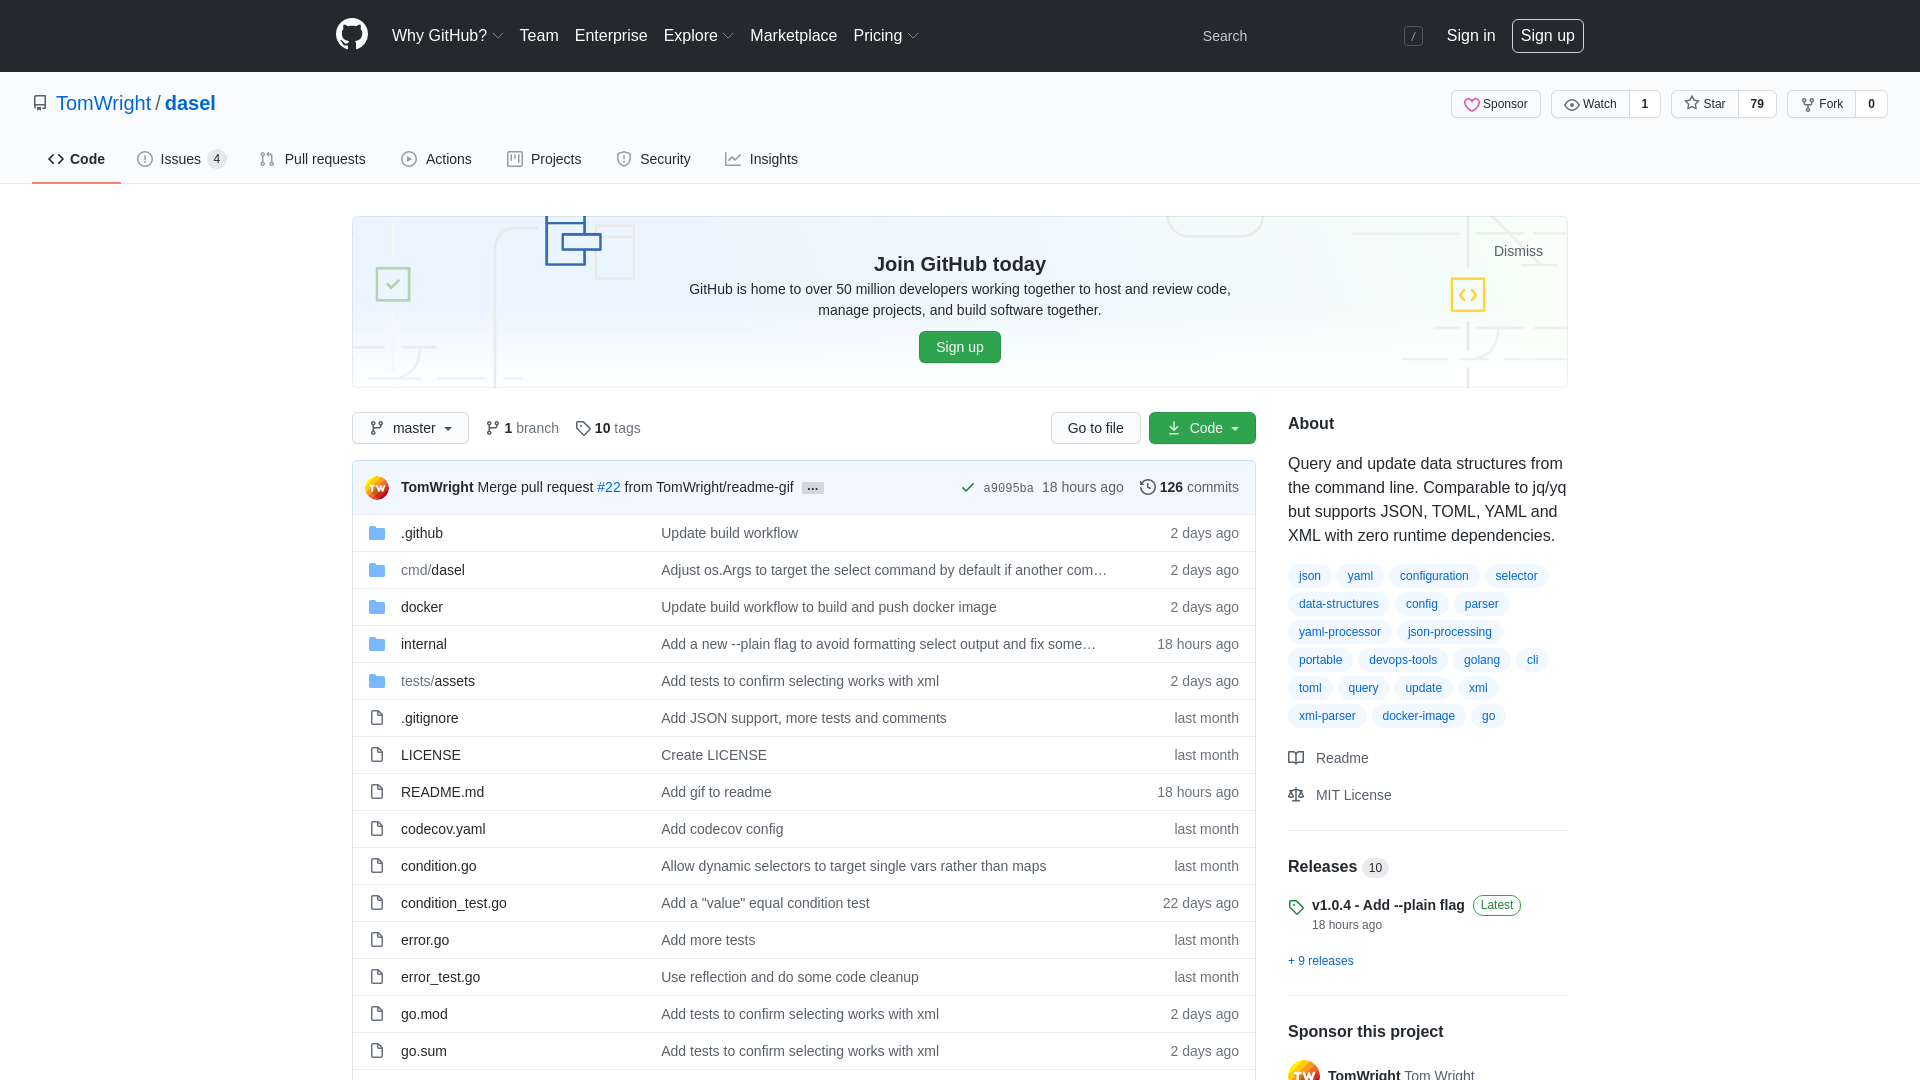 Why GitHub? Team Enterprise Explore Marketplace Pricing Search / Sign in Sign up
TomWright / dasel Sponsor Watch 1 Star 79 Fork 0
Code Issues 4 Pull requests Actions Projects Security Insights
Dismiss
Join GitHub today
GitHub is home to over 50 million developers working together to host and review code,
manage projects, and build software together.
Sign up
master 1 branch 10 tags Go to file Code
TW TomWright Merge pull request #22 from TomWright/readme-gif … a9095ba 18 hours ago 126 commits
.github Update build workflow 2 days ago
cmd/dasel Adjust os.Args to target the select command by default if another com… 2 days ago
docker Update build workflow to build and push docker image 2 days ago
internal Add a new --plain flag to avoid formatting select output and fix some… 18 hours ago
tests/assets Add tests to confirm selecting works with xml 2 days ago
.gitignore Add JSON support, more tests and comments last month
LICENSE Create LICENSE last month
README.md Add gif to readme 18 hours ago
codecov.yaml Add codecov config last month
condition.go Allow dynamic selectors to target single vars rather than maps last month
condition_test.go Add a "value" equal condition test 22 days ago
error.go Add more tests last month
error_test.go Use reflection and do some code cleanup last month
go.mod Add tests to confirm selecting works with xml 2 days ago
go.sum Add tests to confirm selecting works with xml 2 days ago
About
Query and update data structures from
the command line. Comparable to jq/yq
but supports JSON, TOML, YAML and
XML with zero runtime dependencies.
json yaml configuration selector
data-structures config parser
yaml-processor json-processing
portable devops-tools golang cli
toml query update xml
xml-parser docker-image go
Readme
MIT License
Releases 10
v1.0.4 - Add --plain flag Latest
18 hours ago
+ 9 releases
Sponsor this project
TW TomWright Tom Wright